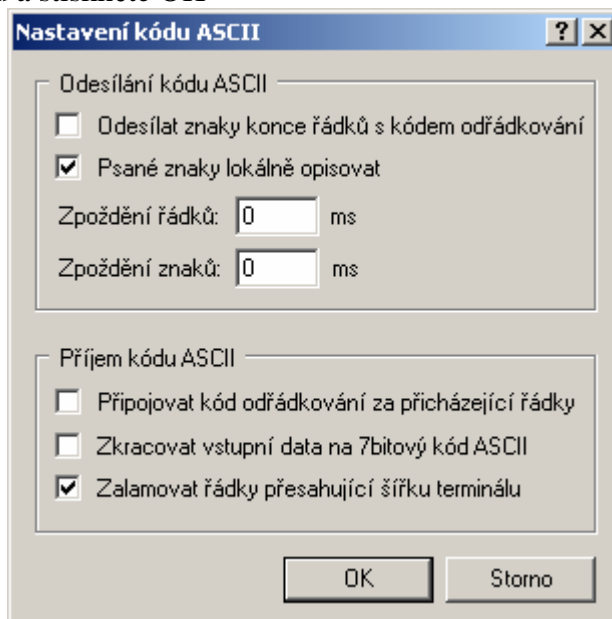 a stiskněte OK
Nastavení kódu ASCII
Odesílání kódu ASCII
Odesílat znaky konce řádků s kódem odřádkování
Psané znaky lokálně opisovat
Zpoždění řádků: 0 ms
Zpoždění znaků: 0 ms
Příjem kódu ASCII
Připojovat kód odřádkování za přicházející řádky
Zkracovat vstupní data na 7bitový kód ASCII
Zalamovat řádky přesahující šířku terminálu
OK Storno